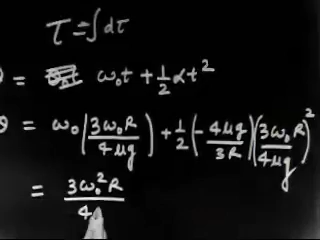 τ = ∫dτ
θ = ω₀t + ½αt²
θ = ω₀(3ω₀R/4μg) + ½(-4μg/3R)(3ω₀R/4μg)²
= 3ω₀²R/4